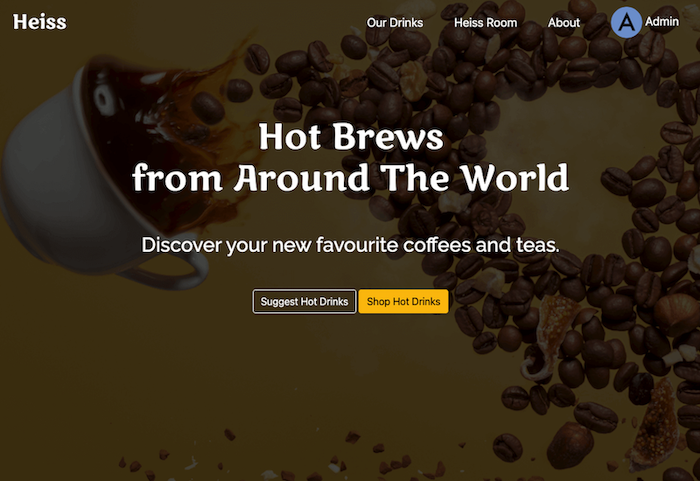 Heiss
Our Drinks
Heiss Room
About
A
Admin
Hot Brews
from Around The World
Discover your new favourite coffees and teas.
Suggest Hot Drinks
Shop Hot Drinks